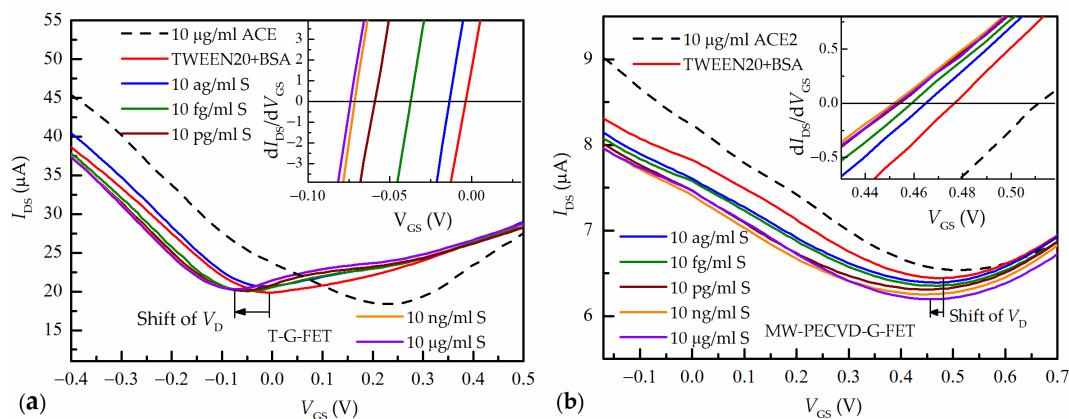 55
50
45
40
35
30
25
20
15
I_DS (μA)
10 μg/ml ACE
TWEEN20+BSA
10 ag/ml S
10 fg/ml S
10 pg/ml S
3
2
1
0
−1
−2
−3
dI_DS/dV_GS
−0.10 −0.05 0.00
V_GS (V)
Shift of V_D
T-G-FET
10 ng/ml S
10 μg/ml S
−0.4 −0.3 −0.2 −0.1 0.0 0.1 0.2 0.3 0.4 0.5
(a)
V_GS (V)
9
8
7
6
5
I_DS (μA)
10 μg/ml ACE2
TWEEN20+BSA
0.5
0.0
−0.5
dI_DS/dV_GS
0.44 0.46 0.48 0.50
V_GS (V)
10 ag/ml S
10 fg/ml S
10 pg/ml S
10 ng/ml S
10 μg/ml S
Shift of V_D
MW-PECVD-G-FET
−0.1 0.0 0.1 0.2 0.3 0.4 0.5 0.6 0.7
(b)
V_GS (V)